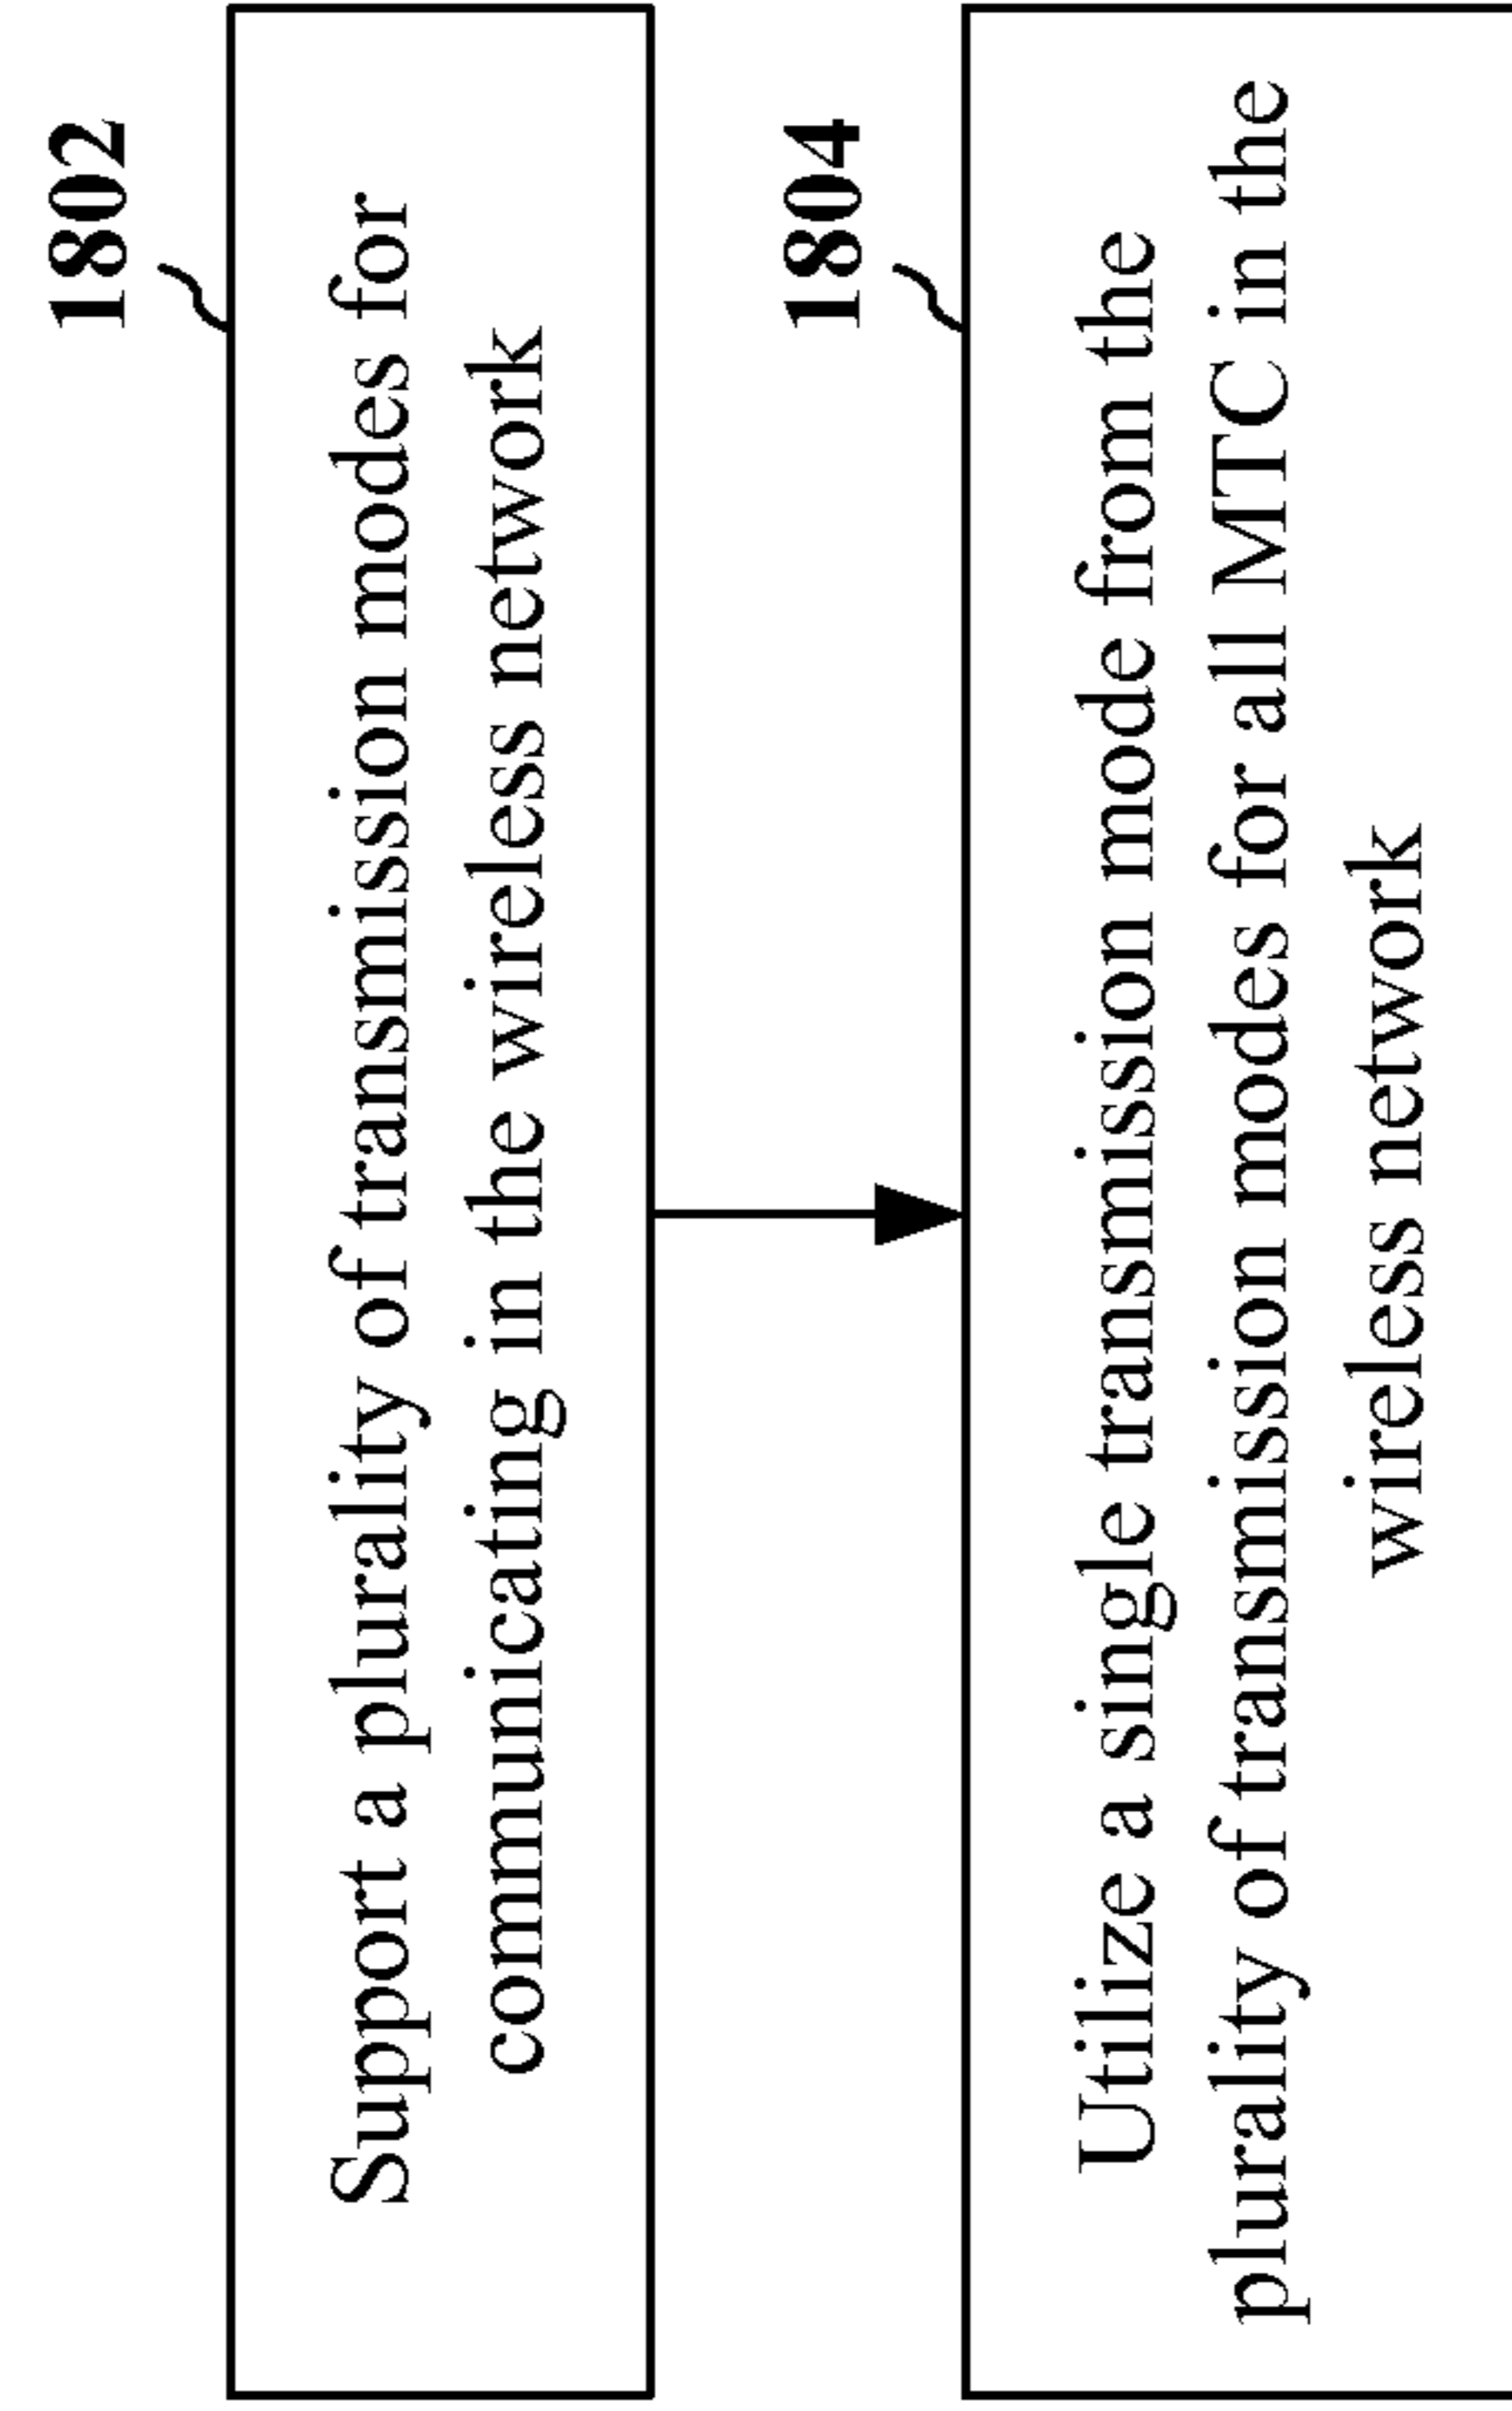 1802
Support a plurality of transmission modes for
communicating in the wireless network
1804
Utilize a single transmission mode from the
plurality of transmission modes for all MTC in the
wireless network